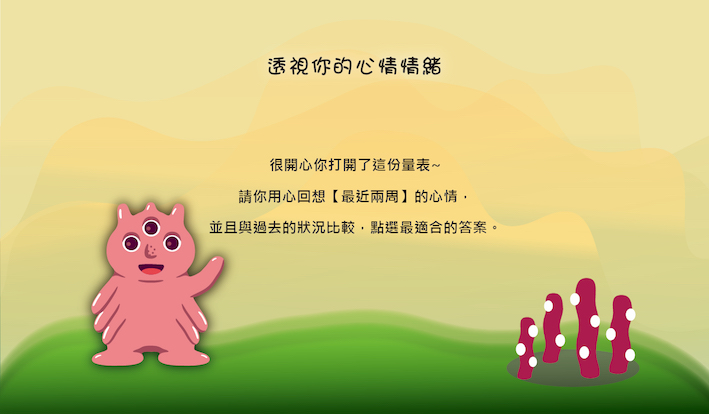 透視你的心情情緒
很開心你打開了這份量表~
請你用心回想【最近兩周】的心情，
並且與過去的狀況比較，點選最適合的答案。